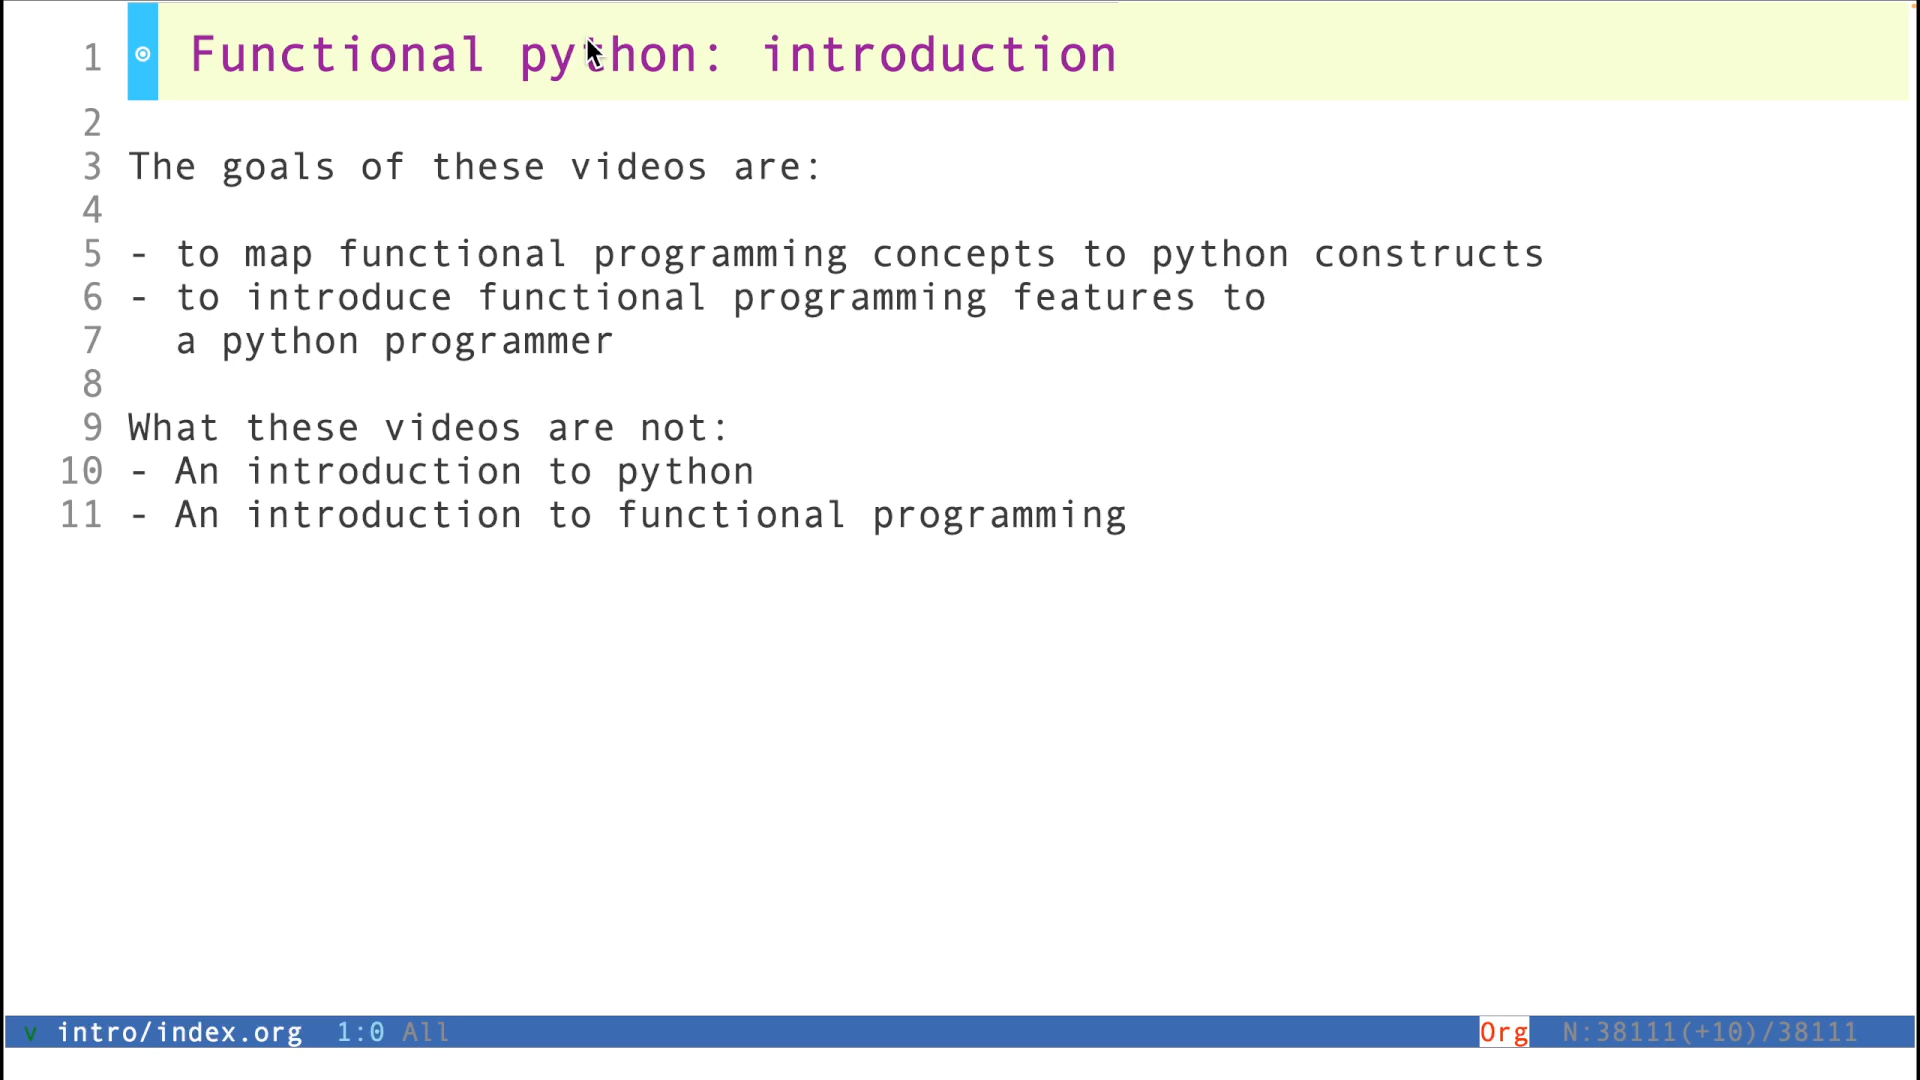 1 Functional python: introduction
2
3 The goals of these videos are:
4
5 - to map functional programming concepts to python constructs
6 - to introduce functional programming features to
7 a python programmer
8
9 What these videos are not:
10 - An introduction to python
11 - An introduction to functional programming
v intro/index.org 1:0 All Org N:38111(+10)/38111